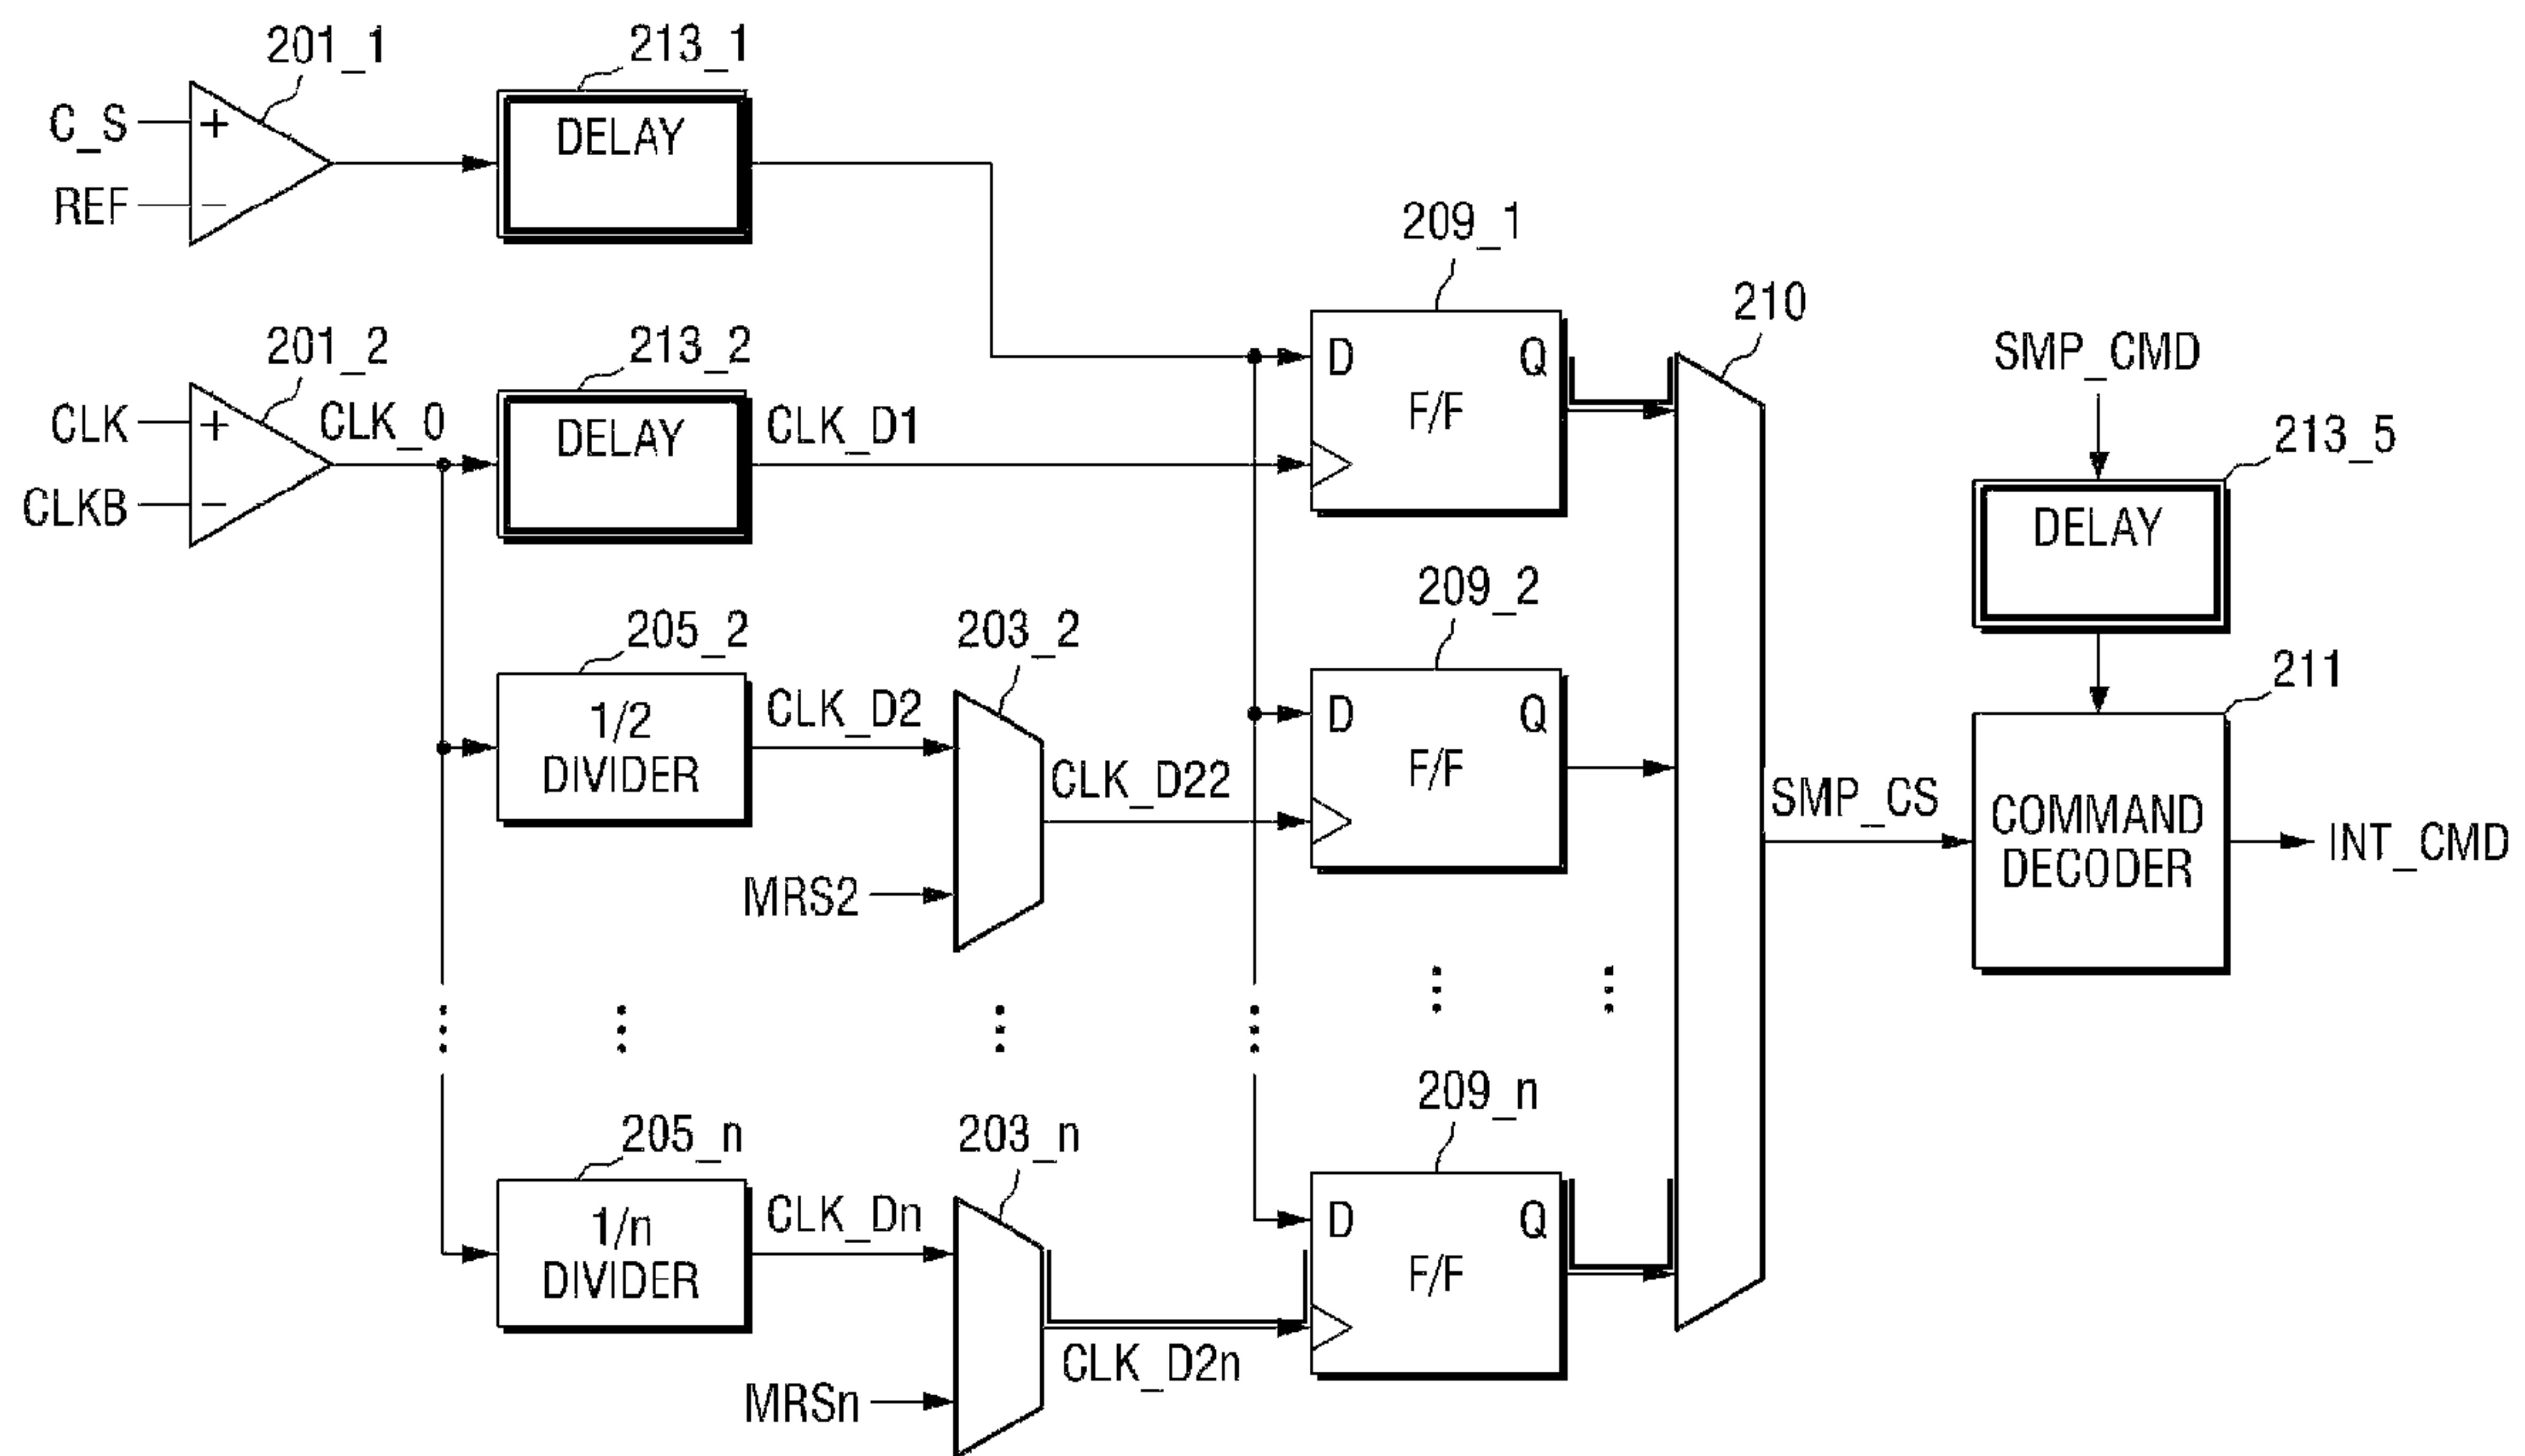 201_1
213_1
C_S
+
DELAY
REF
−
209_1
210
201_2
213_2
SMP_CMD
D
Q
CLK
+
CLK_0
DELAY
CLK_D1
F/F
213_5
CLKB
−
DELAY
205_2
203_2
209_2
211
1/2
DIVIDER
CLK_D2
D
Q
CLK_D22
F/F
SMP_CS
COMMAND
DECODER
INT_CMD
MRS2
205_n
203_n
209_n
1/n
DIVIDER
CLK_Dn
D
Q
F/F
CLK_D2n
MRSn